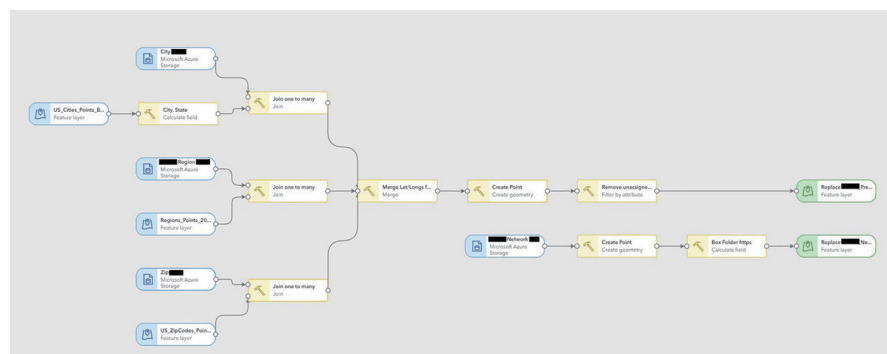 City
Microsoft Azure
Storage
US_Cities_Points_B...
Feature layer
City, State
Calculate field
Join one to many
Join
Region
Microsoft Azure
Storage
Regions_Points_20...
Feature layer
Join one to many
Join
Merge Lat/Longs f...
Merge
Create Point
Create geometry
Remove unassigne...
Filter by attribute
Replace
_Pre...
Feature layer
Network
Microsoft Azure
Storage
Create Point
Create geometry
Box Folder https
Calculate field
Replace
_Ne...
Feature layer
Zip
Microsoft Azure
Storage
US_ZipCodes_Poin...
Feature layer
Join one to many
Join